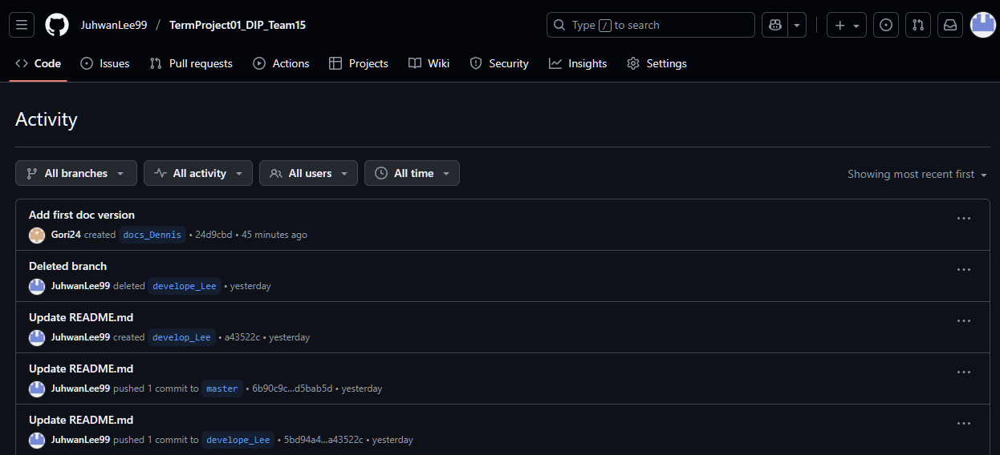 JuhwanLee99 / TermProject01_DIP_Team15 Type / to search
Code Issues Pull requests Actions Projects Wiki Security Insights Settings
Activity
All branches All activity All users All time Showing most recent first
Add first doc version
Gori24 created docs_Dennis • 24d9cbd • 45 minutes ago
Deleted branch
JuhwanLee99 deleted develope_Lee • yesterday
Update README.md
JuhwanLee99 created develop_Lee • a43522c • yesterday
Update README.md
JuhwanLee99 pushed 1 commit to master • 6b90c9c...d5bab5d • yesterday
Update README.md
JuhwanLee99 pushed 1 commit to develope_Lee • 5bd94a4...a43522c • yesterday